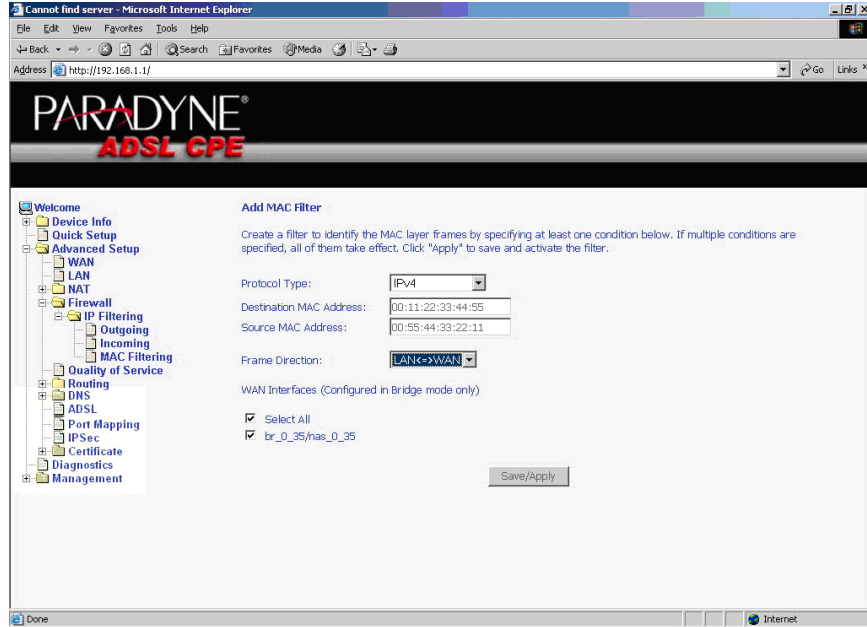 Cannot find server - Microsoft Internet Explorer
File Edit View Favorites Tools Help
Back Search Favorites Media
Address http://192.168.1.1/ Go Links »
PARADYNE®
ADSL CPE
Welcome
Device Info
Quick Setup
Advanced Setup
WAN
LAN
NAT
Firewall
IP Filtering
Outgoing
Incoming
MAC Filtering
Quality of Service
Routing
DNS
ADSL
Port Mapping
IPSec
Certificate
Diagnostics
Management
Add MAC Filter
Create a filter to identify the MAC layer frames by specifying at least one condition below. If multiple conditions are
specified, all of them take effect. Click "Apply" to save and activate the filter.
Protocol Type: IPv4
Destination MAC Address: 00:11:22:33:44:55
Source MAC Address: 00:55:44:33:22:11
Frame Direction: LAN<=>WAN
WAN Interfaces (Configured in Bridge mode only)
Select All
br_0_35/nas_0_35
Save/Apply
Done Internet